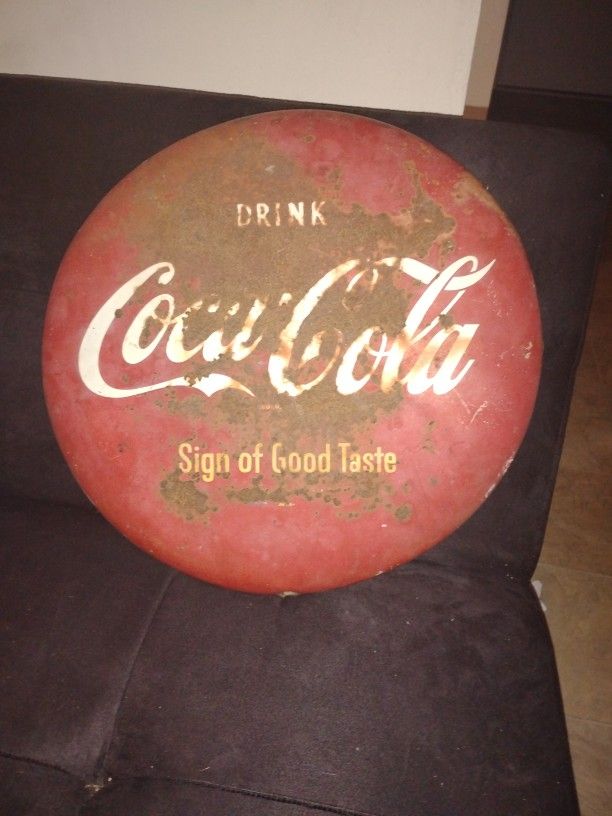 DRINK
Coca-Cola
Sign of Good Taste